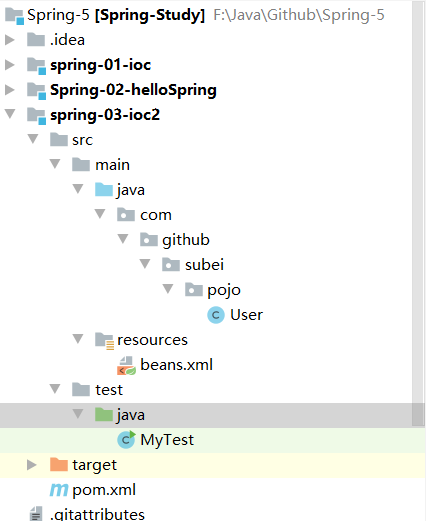 Spring-5 [Spring-Study] F:\Java\Github\Spring-5
.idea
spring-01-ioc
Spring-02-helloSpring
spring-03-ioc2
src
main
java
com
github
subei
pojo
User
resources
beans.xml
test
java
MyTest
target
pom.xml
.gitattributes